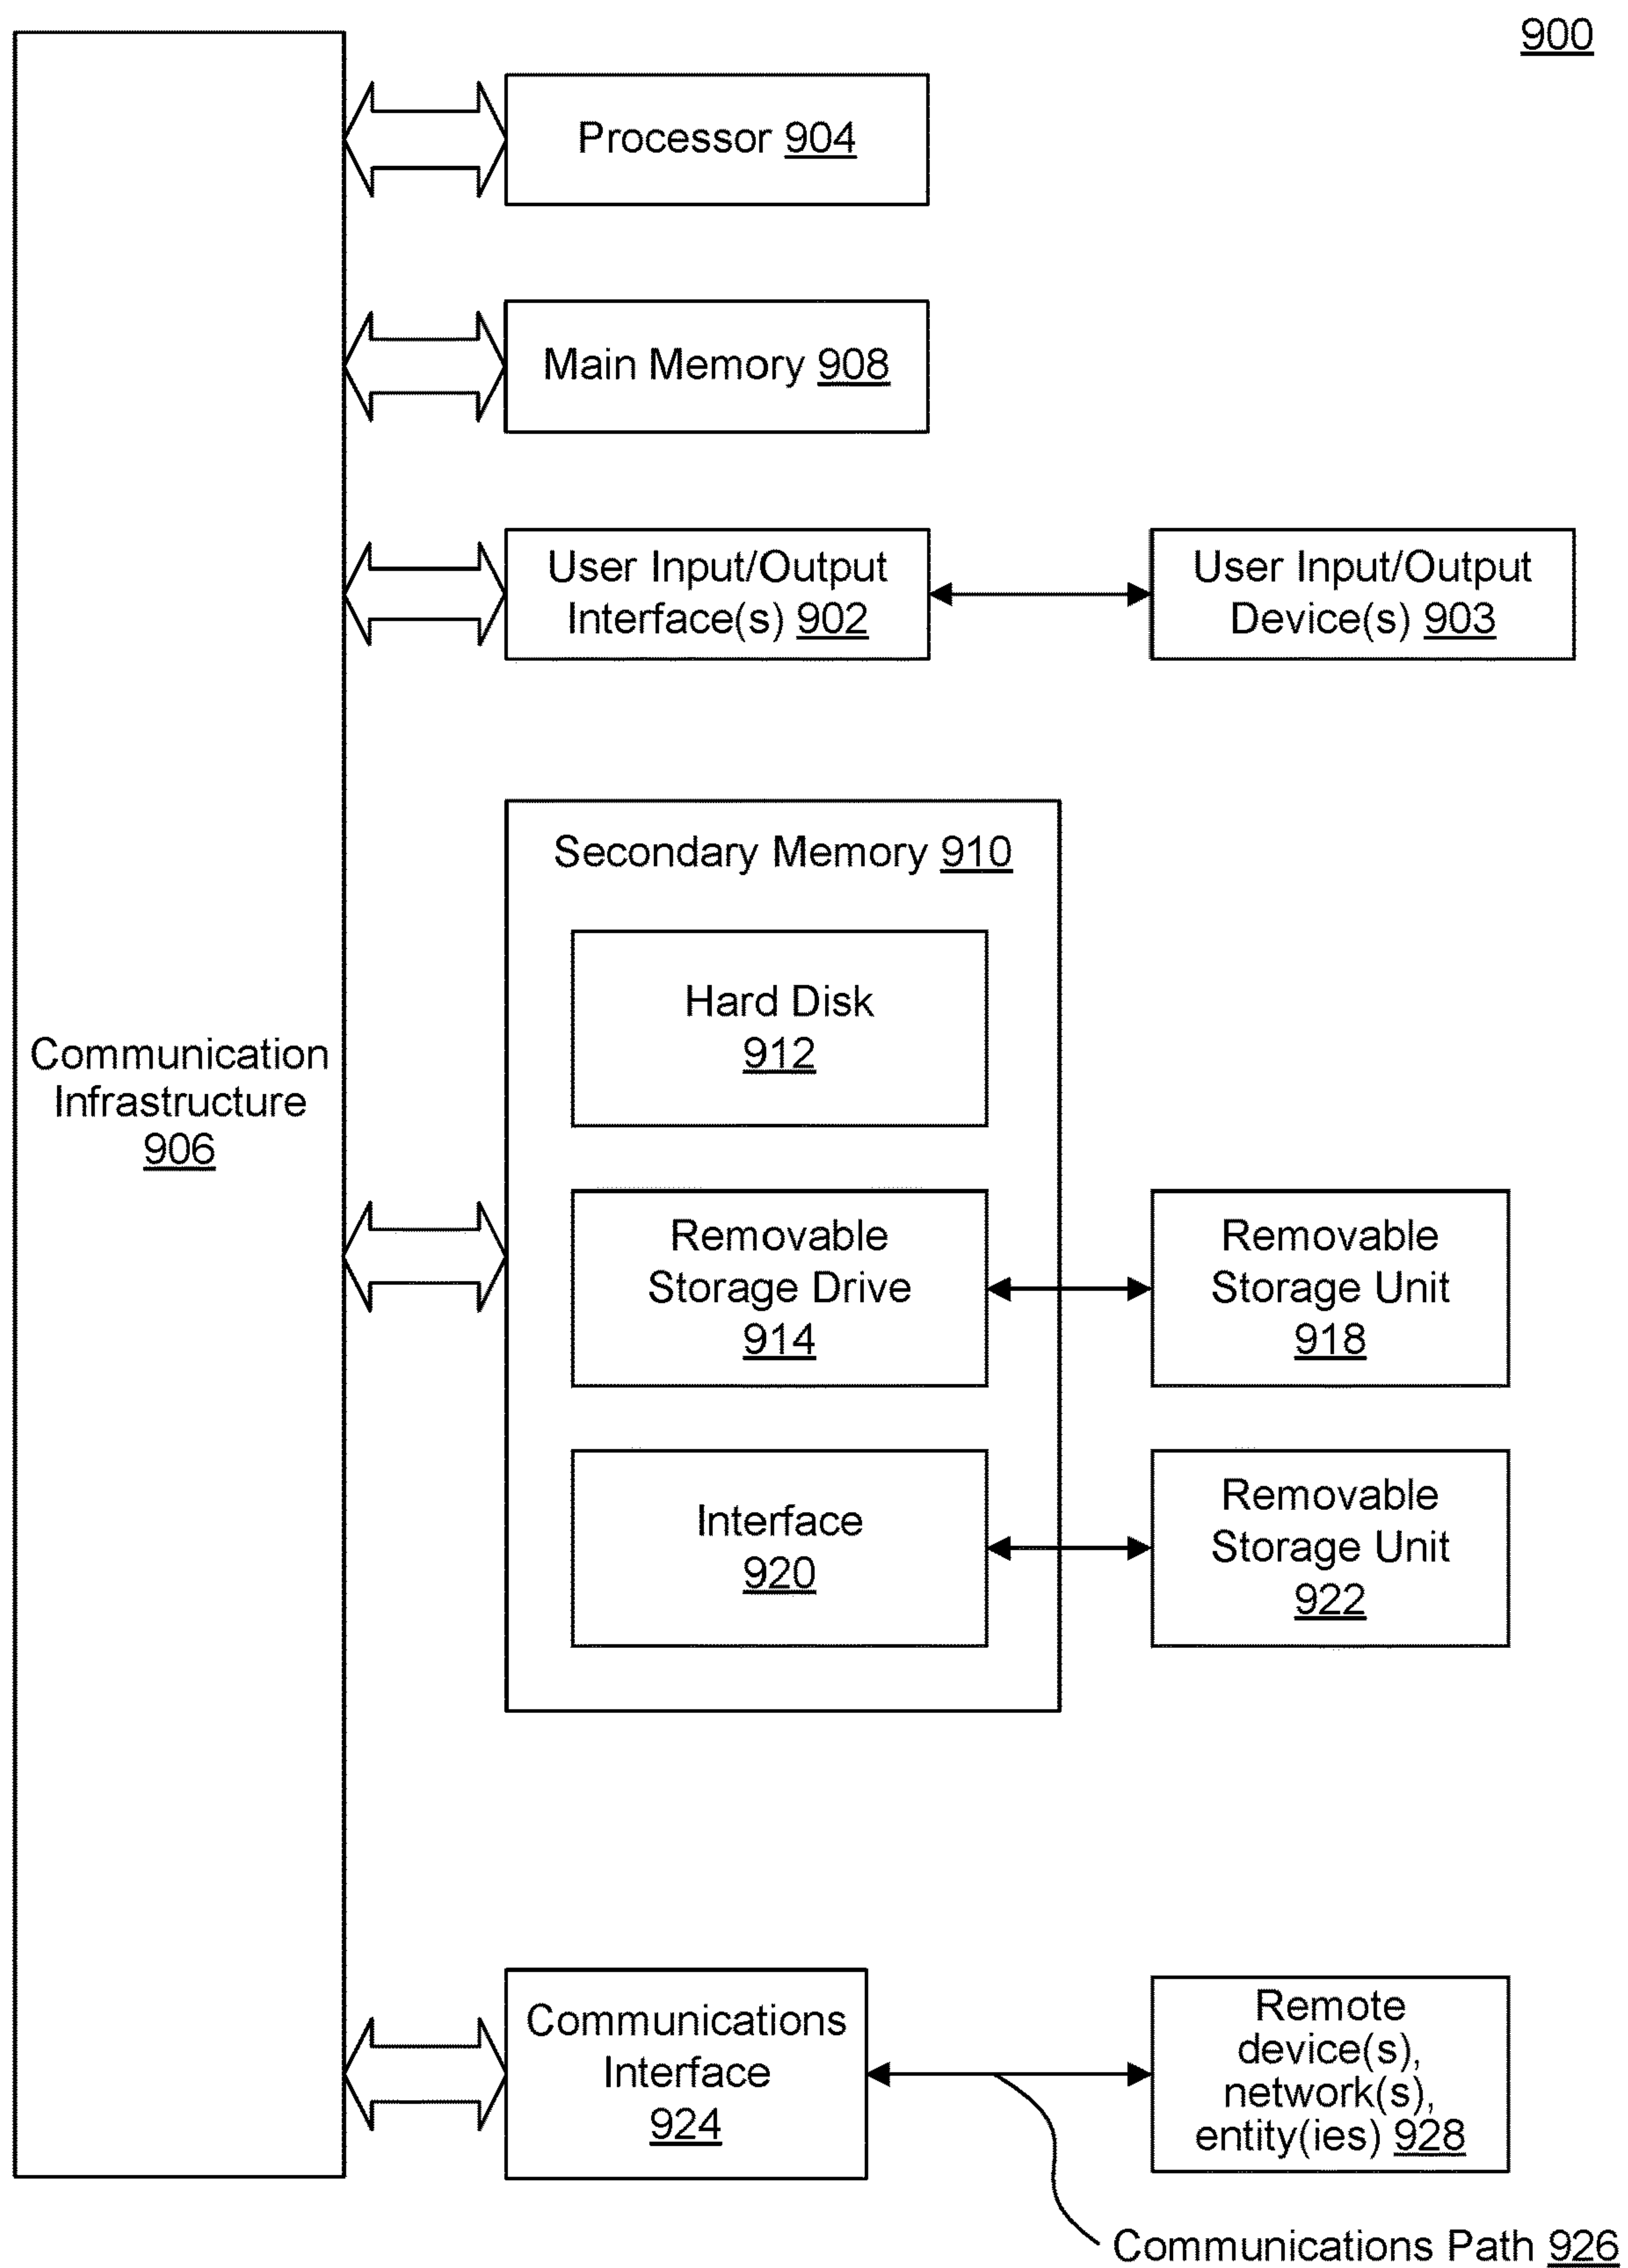 900
Processor 904
Main Memory 908
User Input/Output
Interface(s) 902
User Input/Output
Device(s) 903
Secondary Memory 910
Hard Disk
912
Communication
Infrastructure
906
Removable
Storage Drive
914
Removable
Storage Unit
918
Interface
920
Removable
Storage Unit
922
Communications
Interface
924
Remote
device(s),
network(s),
entity(ies) 928
Communications Path 926